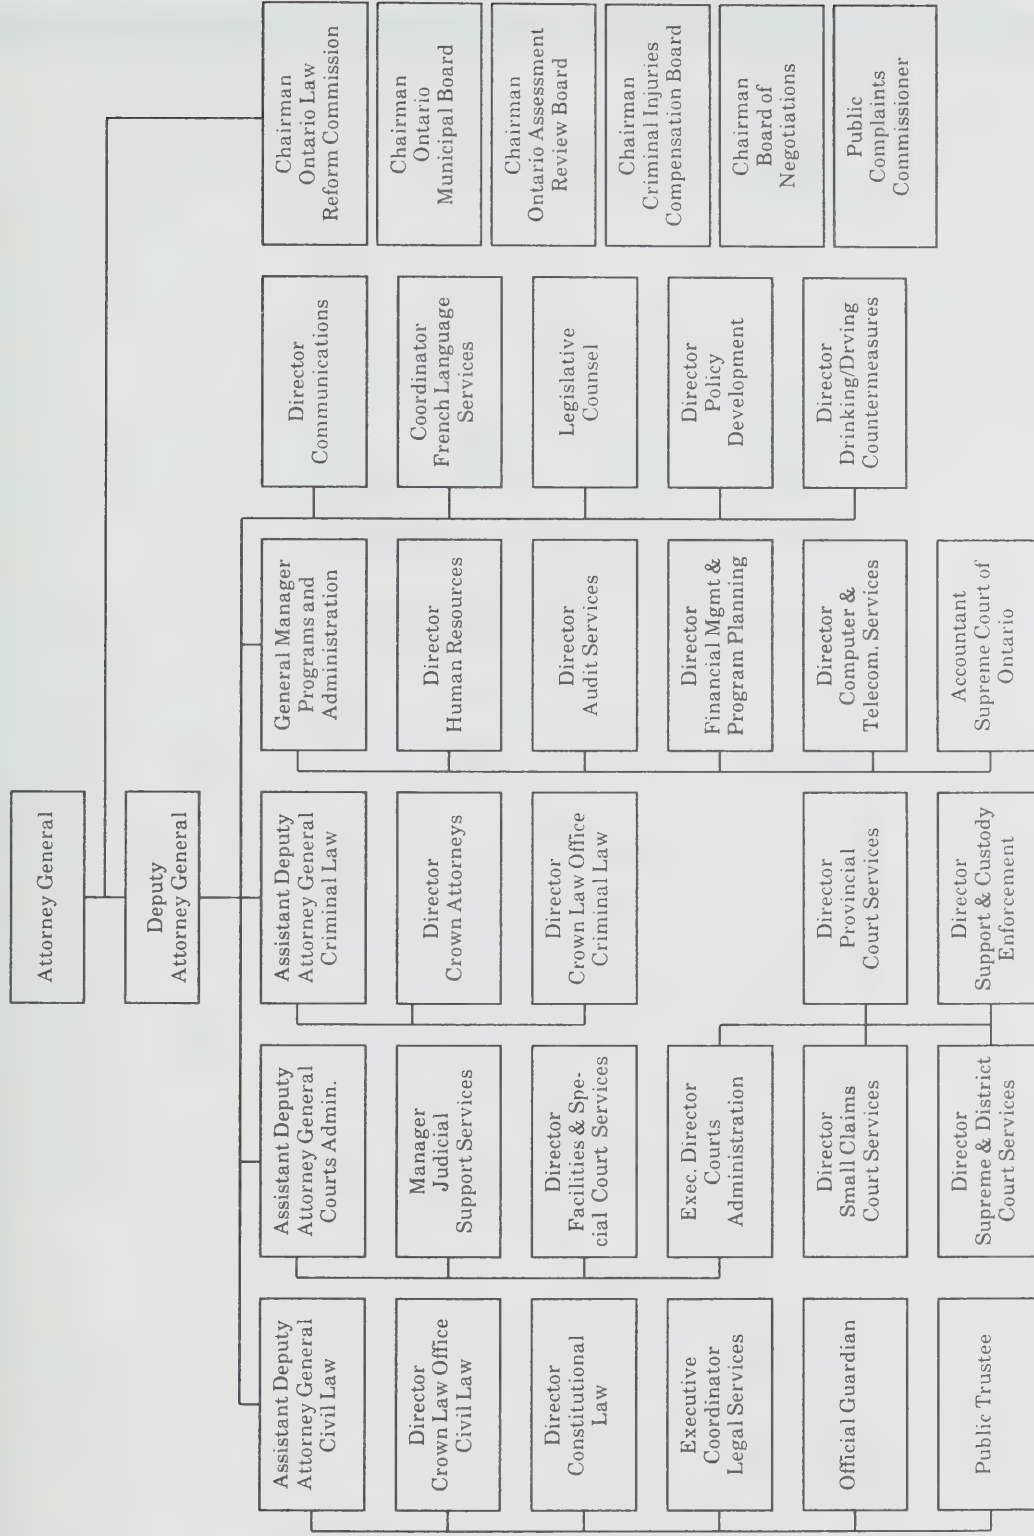 Attorney General
Deputy
Attorney General
Assistant Deputy
Attorney General
Civil Law
Director
Crown Law Office
Civil Law
Director
Constitutional
Law
Executive
Coordinator
Legal Services
Official Guardian
Public Trustee
Assistant Deputy
Attorney General
Courts Admin.
Manager
Judicial
Support Services
Director
Facilities & Spe-
cial Court Services
Exec. Director
Courts
Administration
Director
Small Claims
Court Services
Director
Supreme & District
Court Services
Assistant Deputy
Attorney General
Criminal Law
Director
Crown Attorneys
Director
Crown Law Office
Criminal Law
Director
Provincial
Court Services
Director
Support & Custody
Enforcement
General Manager
Programs and
Administration
Director
Human Resources
Director
Audit Services
Director
Financial Mgmt &
Program Planning
Director
Computer &
Telecom. Services
Accountant
Supreme Court of
Ontario
Director
Communications
Coordinator
French Language
Services
Legislative
Counsel
Director
Policy
Development
Director
Drinking/Drving
Countermeasures
Chairman
Ontario Law
Reform Commission
Chairman
Ontario
Municipal Board
Chairman
Ontario Assessment
Review Board
Chairman
Criminal Injuries
Compensation Board
Chairman
Board of
Negotiations
Public
Complaints
Commissioner